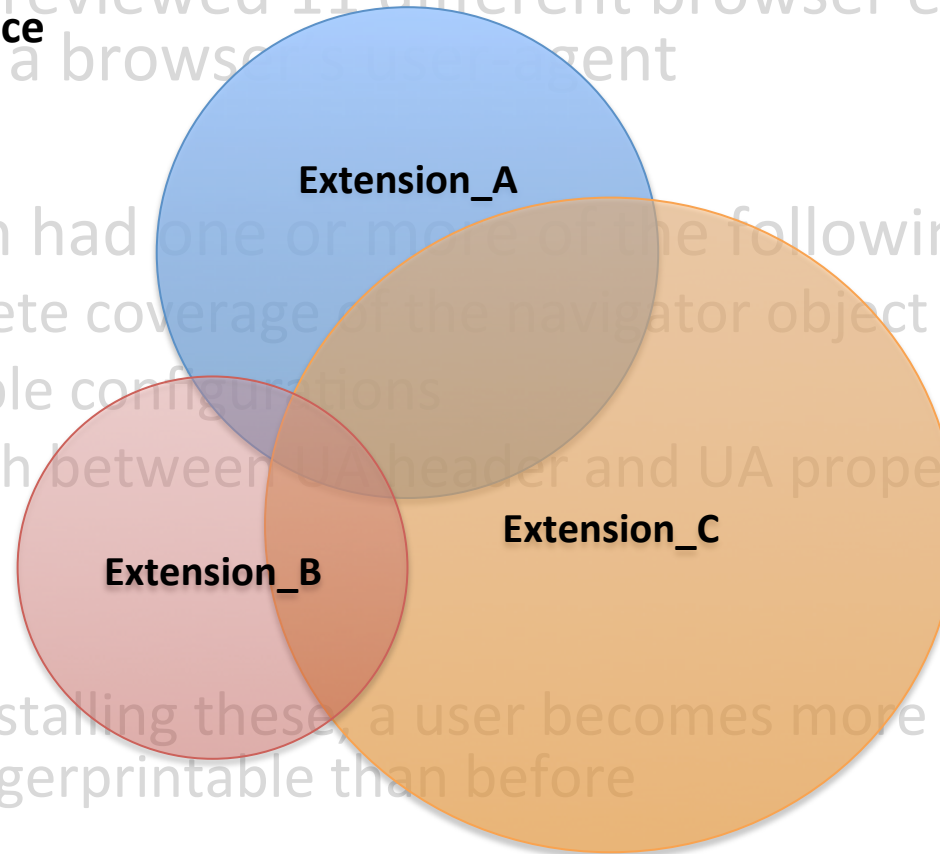 reviewed 11 different browser e
ce
a browser's user-agent
Extension_A
n had one or more of the followin
ete coverage of the navigator object
ble configurations
h between UA header and UA prope
Extension_C
Extension_B
stalling these, a user becomes more
gerprintable than before